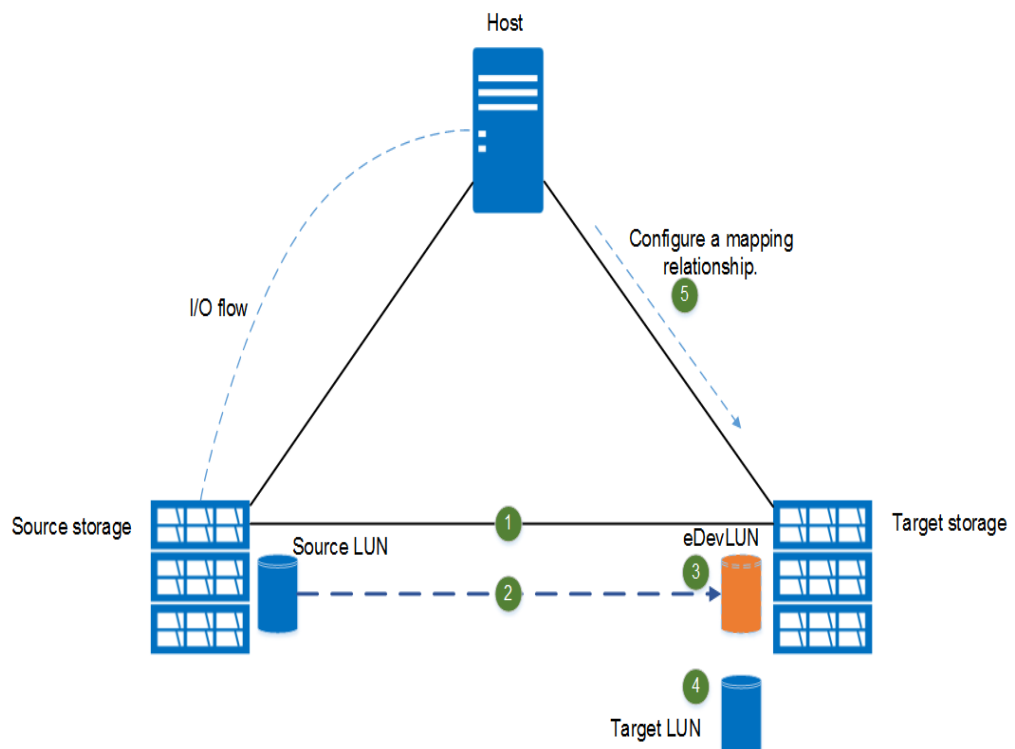 Host
Configure a mapping
relationship.
5
I/O flow
Source storage
1
Target storage
Source LUN
eDevLUN
3
2
4
Target LUN